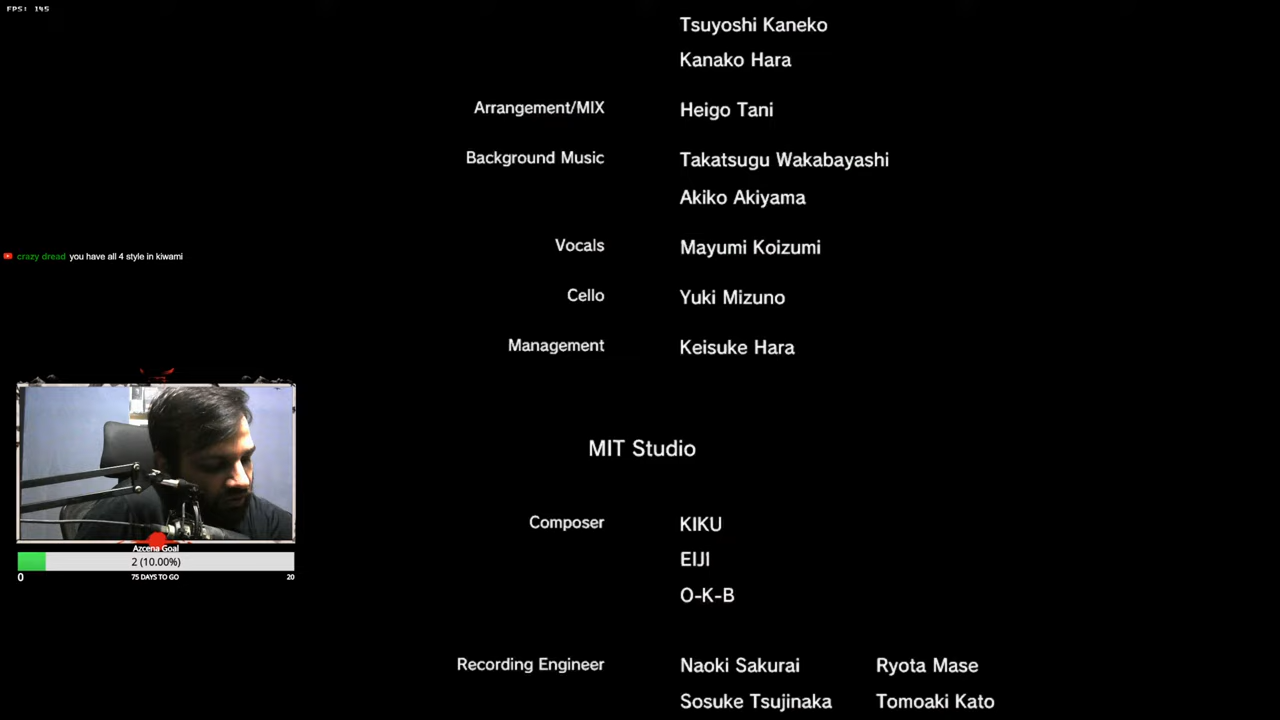 FPS: 145
Tsuyoshi Kaneko
Kanako Hara
Arrangement/MIX Heigo Tani
Background Music Takatsugu Wakabayashi
Akiko Akiyama
Vocals Mayumi Koizumi
crazy dread you have all 4 style in kiwami
Cello Yuki Mizuno
Management Keisuke Hara
MIT Studio
Composer KIKU
EIJI
O-K-B
Azcena Goal
2 (10.00%)
0 75 DAYS TO GO 20
Recording Engineer Naoki Sakurai Ryota Mase
Sosuke Tsujinaka Tomoaki Kato